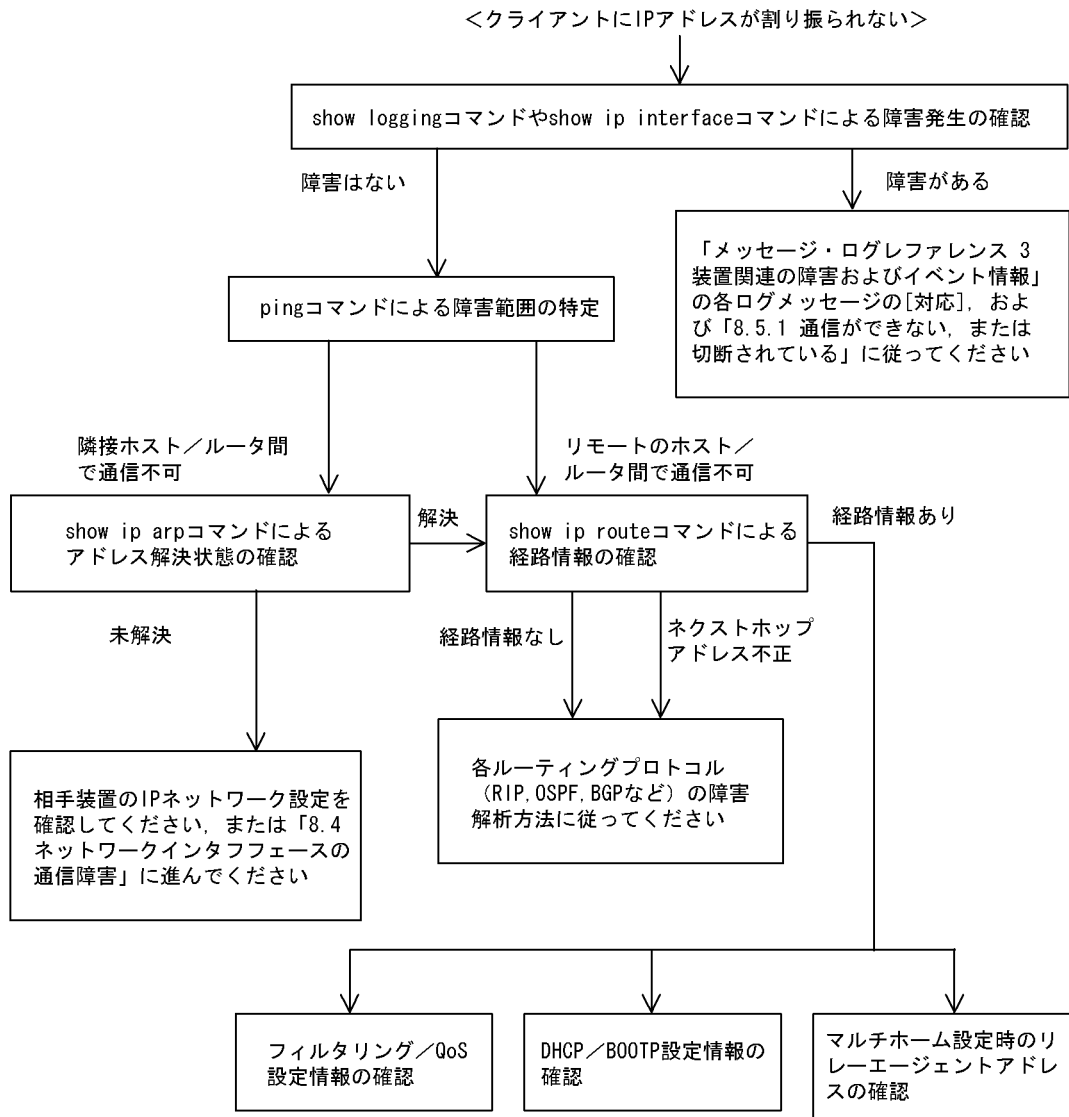 <クライアントにIPアドレスが割り振られない>
show loggingコマンドやshow ip interfaceコマンドによる障害発生の確認
障害はない
障害がある
「メッセージ・ログレファレンス 3
装置関連の障害およびイベント情報」
の各ログメッセージの[対応], およ
び「8.5.1 通信ができない, または
切断されている」に従ってください
pingコマンドによる障害範囲の特定
隣接ホスト/ルータ間
で通信不可
リモートのホスト/
ルータ間で通信不可
show ip arpコマンドによる
アドレス解決状態の確認
解決
show ip routeコマンドによる
経路情報の確認
経路情報あり
未解決
経路情報なし
ネクストホップ
アドレス不正
相手装置のIPネットワーク設定を
確認してください, または「8.4
ネットワークインタフフェースの
通信障害」に進んでください
各ルーティングプロトコル
(RIP,OSPF,BGPなど)の障害
解析方法に従ってください
フィルタリング/QoS
設定情報の確認
DHCP/BOOTP設定情報の
確認
マルチホーム設定時のリ
レーエージェントアドレ
スの確認